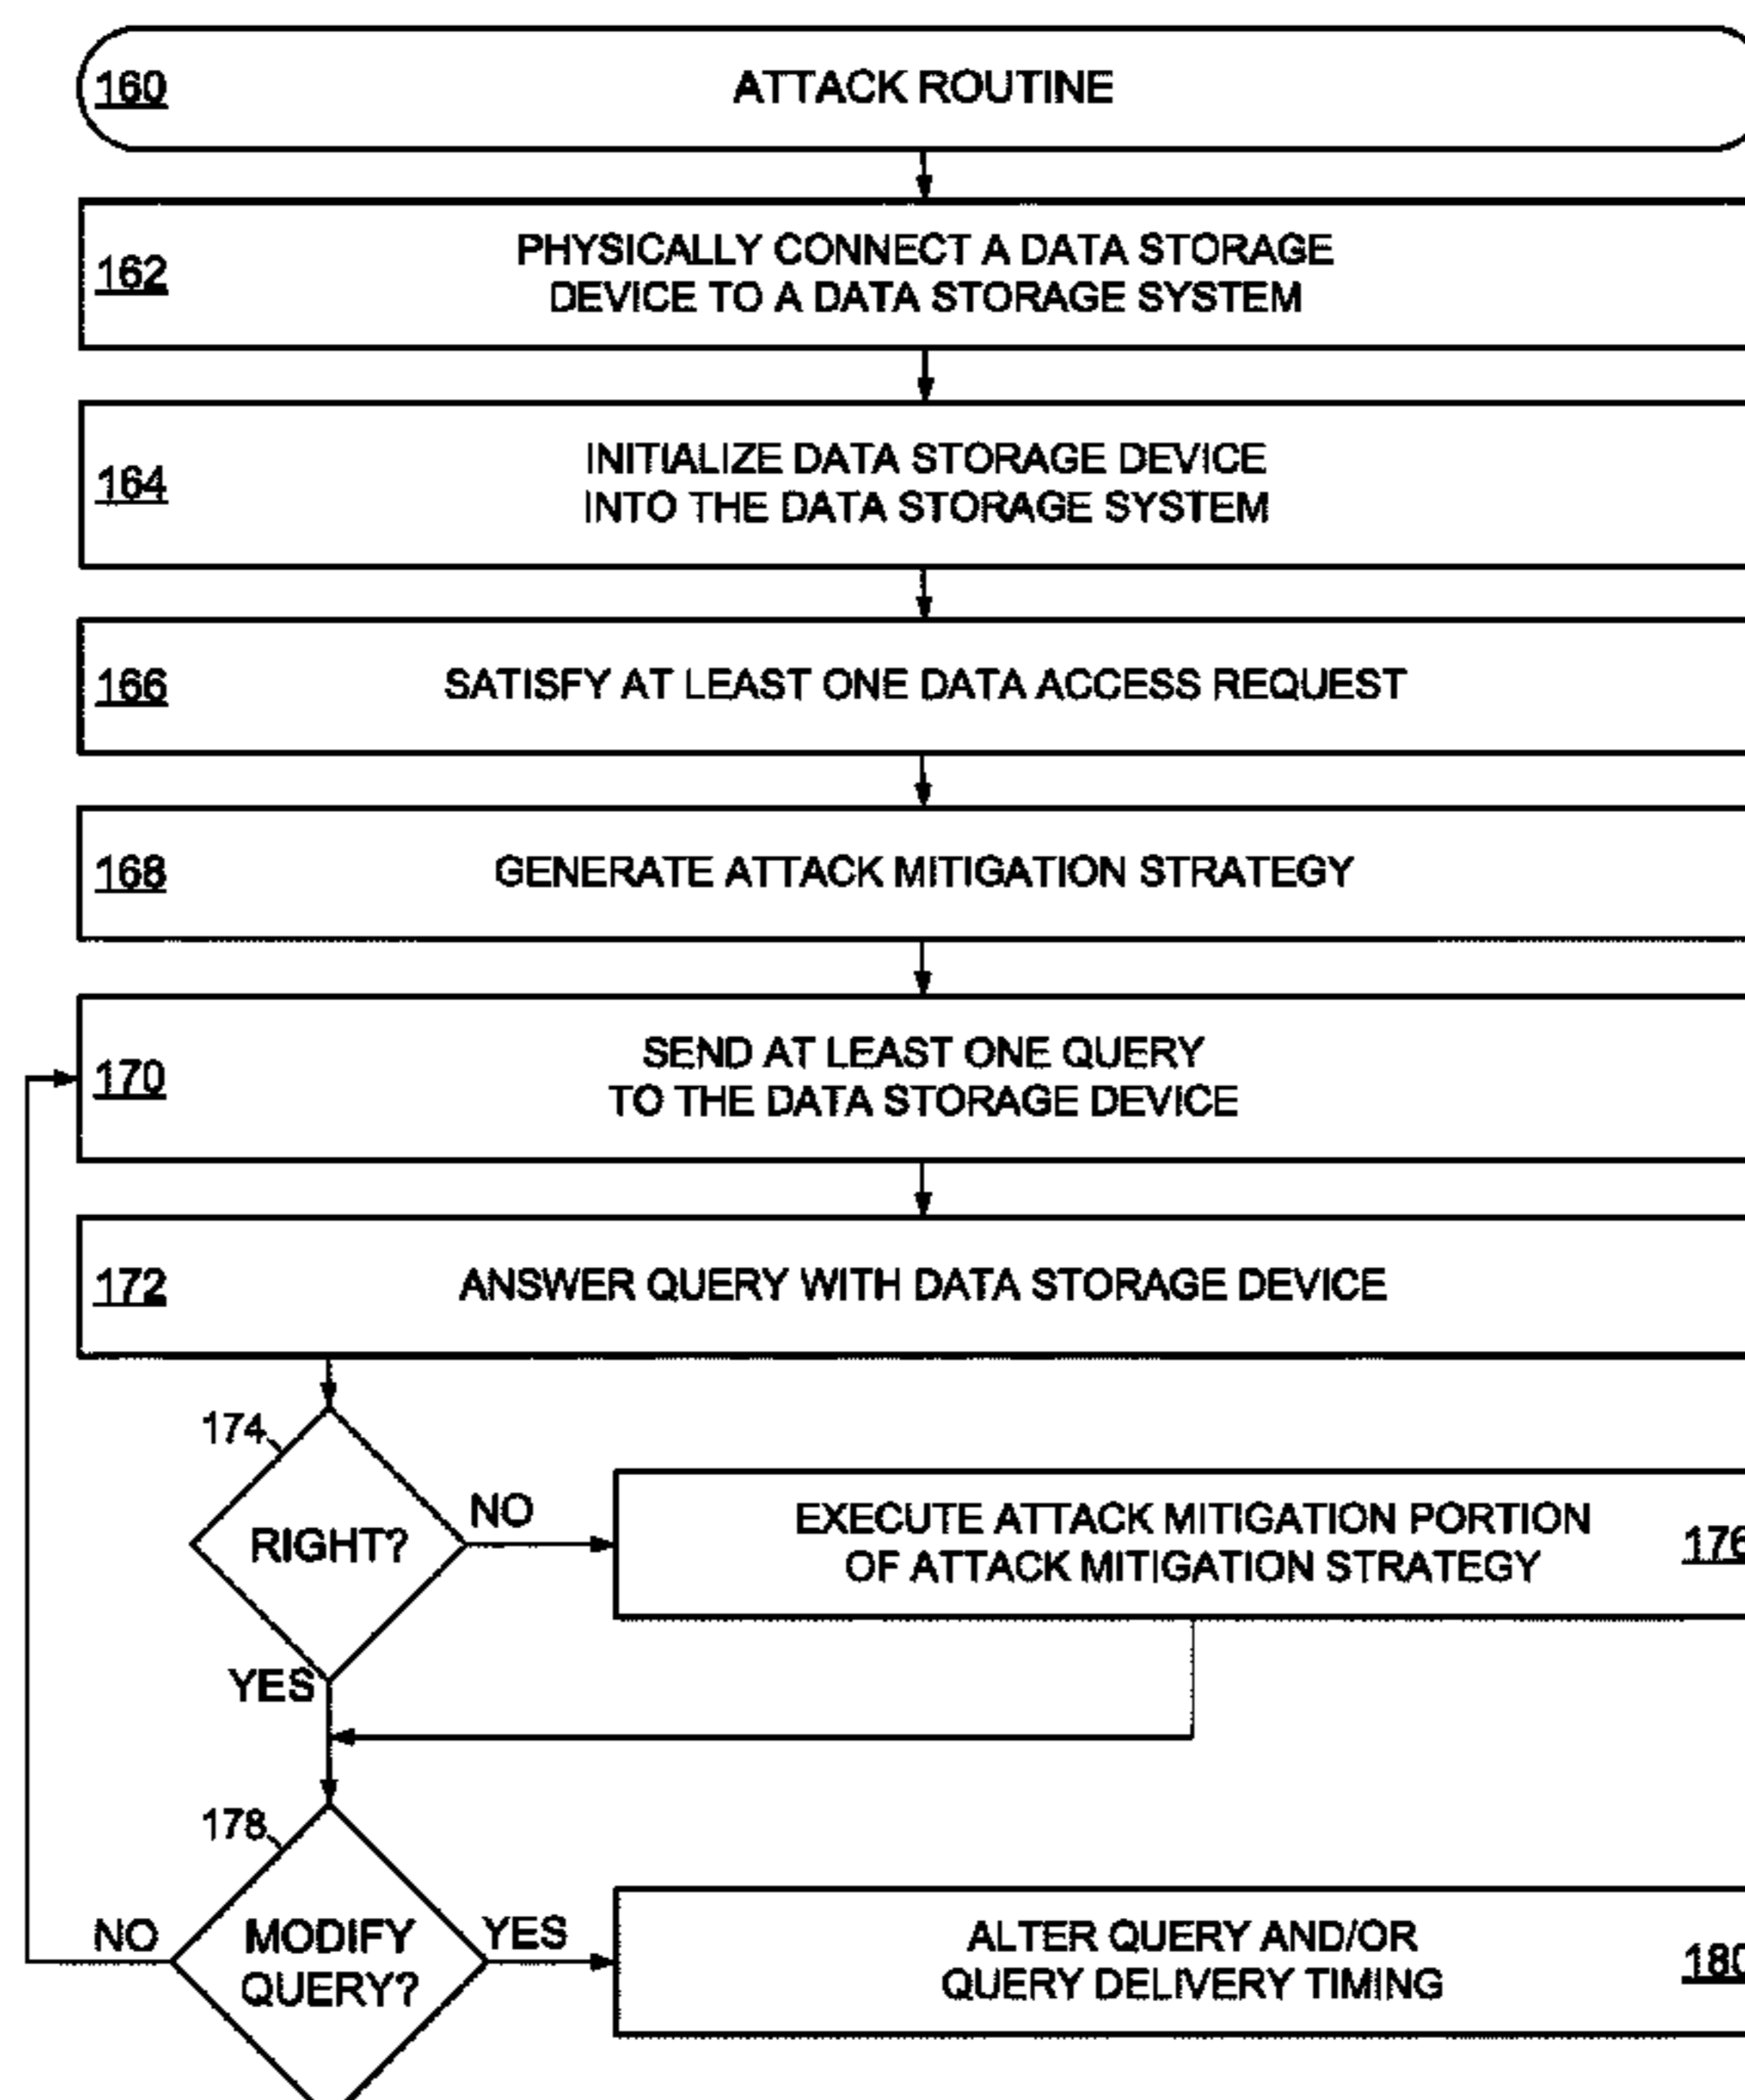 160 ATTACK ROUTINE
162 PHYSICALLY CONNECT A DATA STORAGE
DEVICE TO A DATA STORAGE SYSTEM
164 INITIALIZE DATA STORAGE DEVICE
INTO THE DATA STORAGE SYSTEM
166 SATISFY AT LEAST ONE DATA ACCESS REQUEST
168 GENERATE ATTACK MITIGATION STRATEGY
170 SEND AT LEAST ONE QUERY
TO THE DATA STORAGE DEVICE
172 ANSWER QUERY WITH DATA STORAGE DEVICE
174
RIGHT?
NO
YES
EXECUTE ATTACK MITIGATION PORTION
OF ATTACK MITIGATION STRATEGY
176
178
MODIFY
QUERY?
NO
YES
ALTER QUERY AND/OR
QUERY DELIVERY TIMING
180